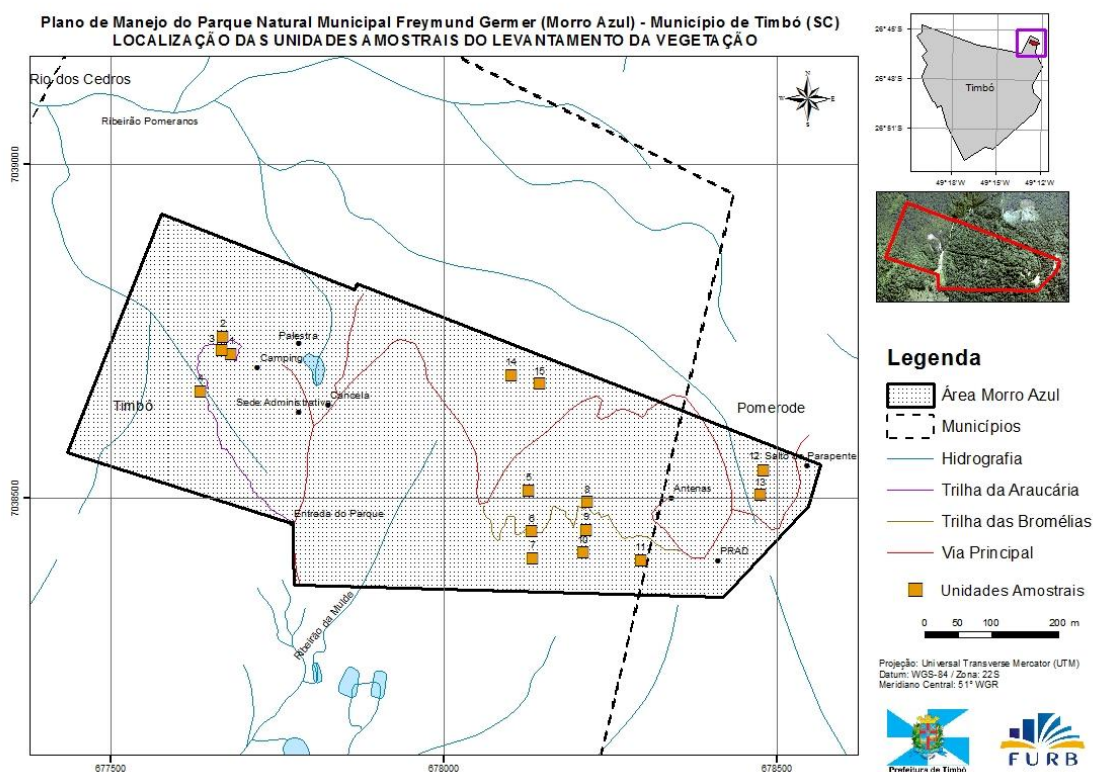 Plano de Manejo do Parque Natural Municipal Freymund Germer (Morro Azul) - Município de Timbó (SC)
LOCALIZAÇÃO DAS UNIDADES AMOSTRAIS DO LEVANTAMENTO DA VEGETAÇÃO
Rio dos Cedros
Ribeirão Pomeranos
N
E
S
W
7039000
7038500
2
3
1
4
Palestra
Camping
Cancela
Sede Administrativa
Timbó
14
15
Pomerode
12
Salto de Parapente
13
5
8
Antenas
6
9
7
10
11
PRAD
Entrada do Parque
Ribeirão da Mulde
677500
678000
678500
26°45'S
26°48'S
26°51'S
Timbó
49°18'W
49°15'W
49°12'W
Legenda
Área Morro Azul
Municípios
Hidrografia
Trilha da Araucária
Trilha das Bromélias
Via Principal
Unidades Amostrais
0 50 100 200 m
Projeção: Universal Transverse Mercator (UTM)
Datum: WGS-84 / Zona: 22S
Meridiano Central: 51° WGR
Prefeitura de Timbó
FURB